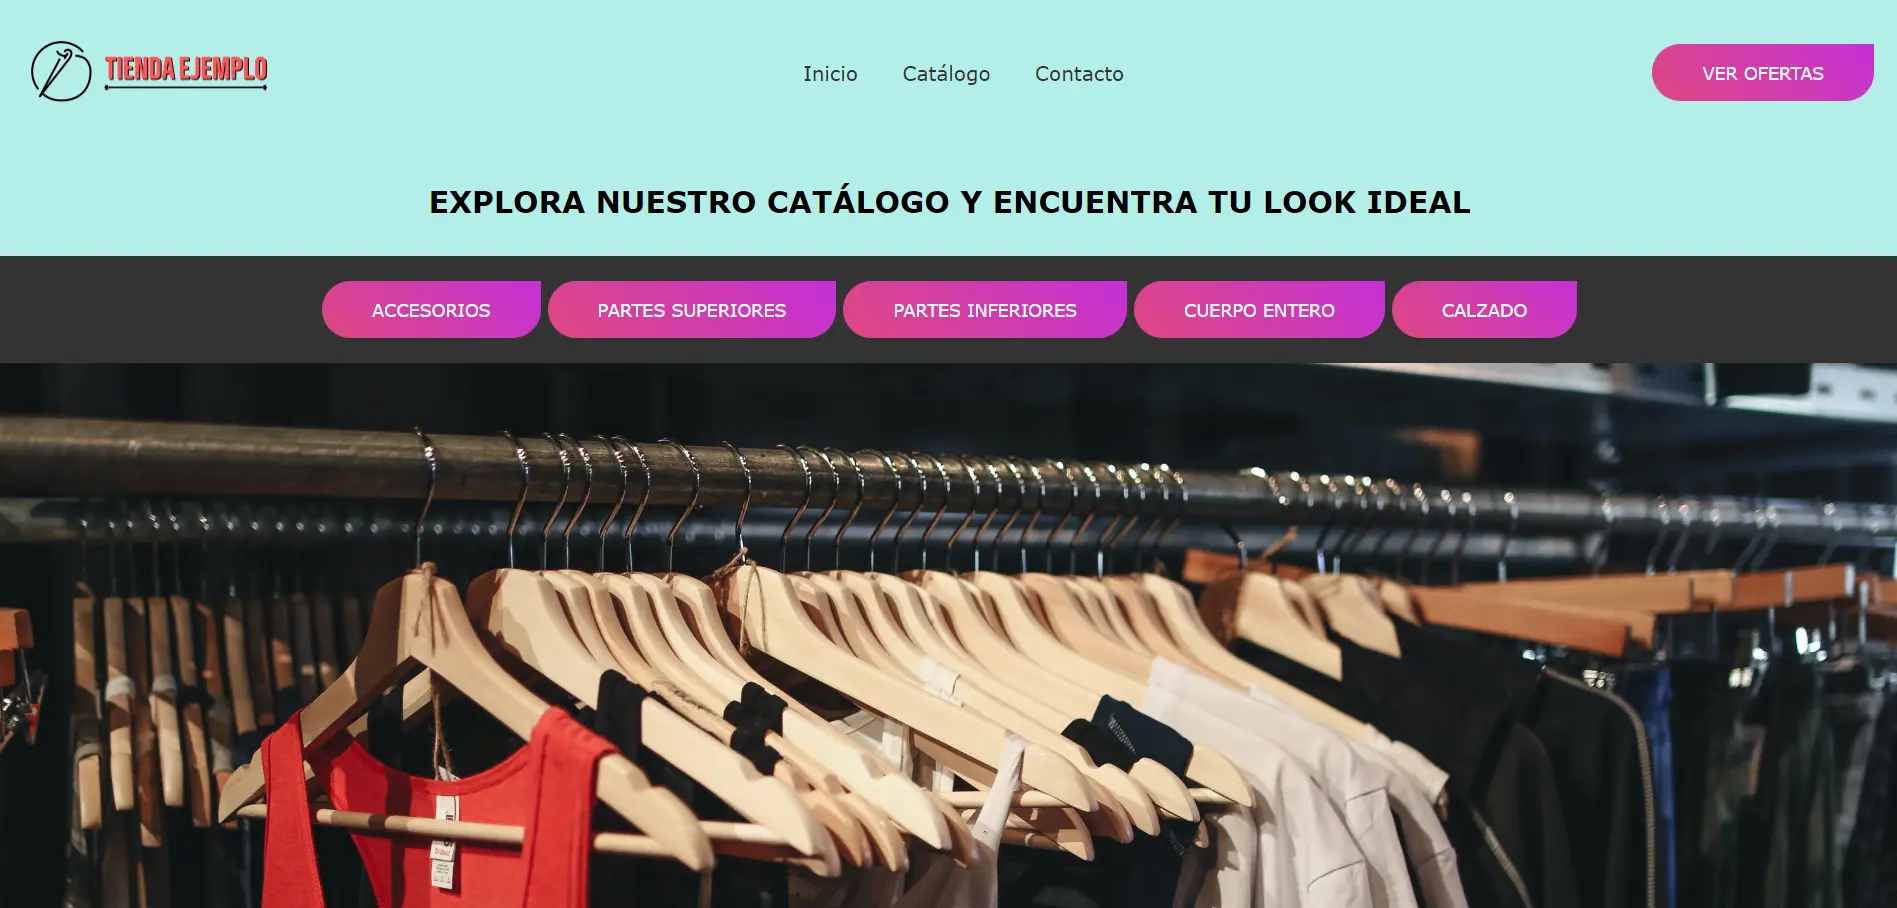 TIENDA EJEMPLO
Inicio Catálogo Contacto
VER OFERTAS
EXPLORA NUESTRO CATÁLOGO Y ENCUENTRA TU LOOK IDEAL
ACCESORIOS PARTES SUPERIORES PARTES INFERIORES CUERPO ENTERO CALZADO